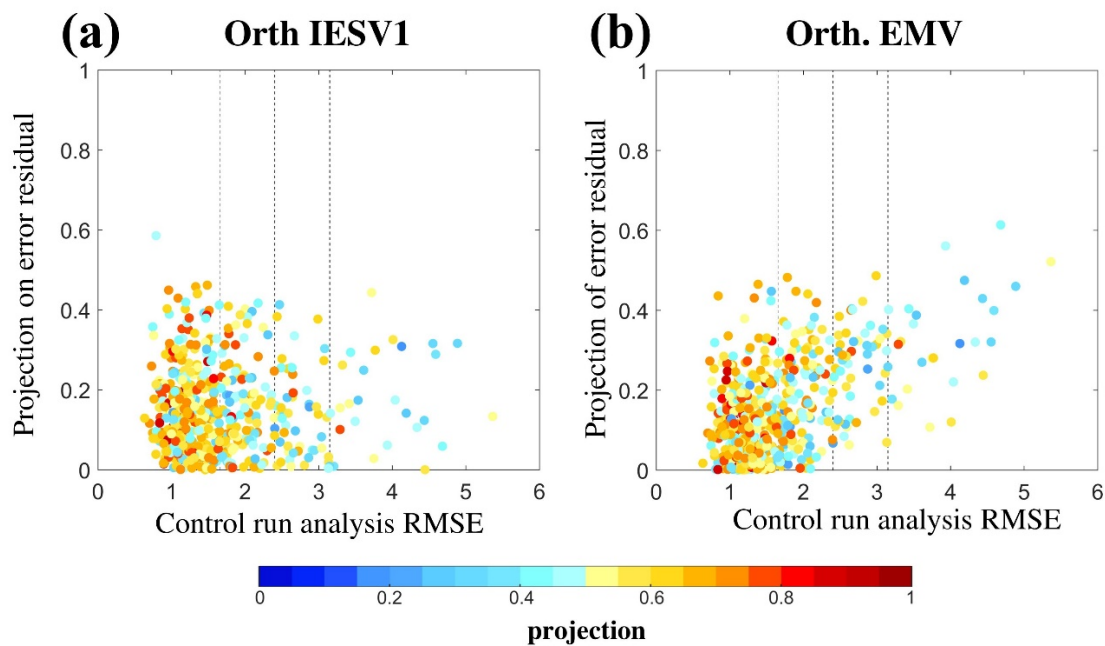 (a) Orth IESV1
(b) Orth. EMV
Projection on error residual
1
0.8
0.6
0.4
0.2
0
0 1 2 3 4 5 6
Control run analysis RMSE
Projection of error residual
1
0.8
0.6
0.4
0.2
0
0 1 2 3 4 5 6
Control run analysis RMSE
0 0.2 0.4 0.6 0.8 1
projection